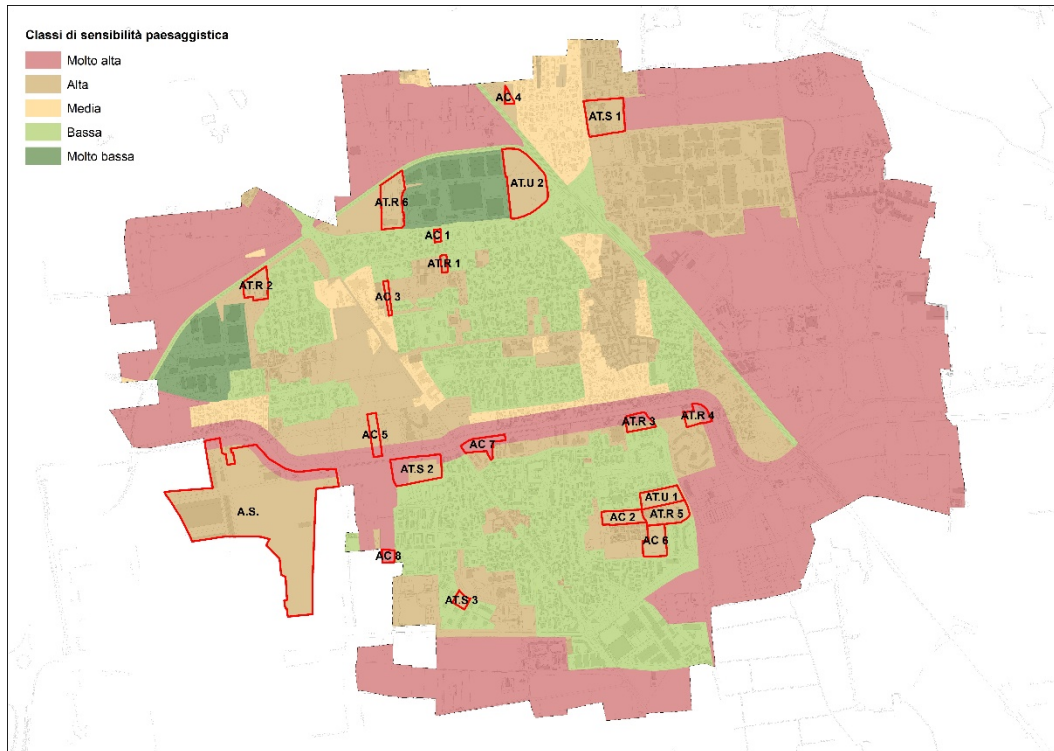 Classi di sensibilità paesaggistica
Molto alta
Alta
Media
Bassa
Molto bassa
AC 4
AT.S 1
AT.U 2
AT.R 6
AC 1
AT.R 1
AT.R 2
AC 3
AT.R 4
AT.R 3
AC 5
AC 7
AT.S 2
AT.U 1
A.S.
AC 2
AT.R 5
AC 6
AC 8
AT.S 3